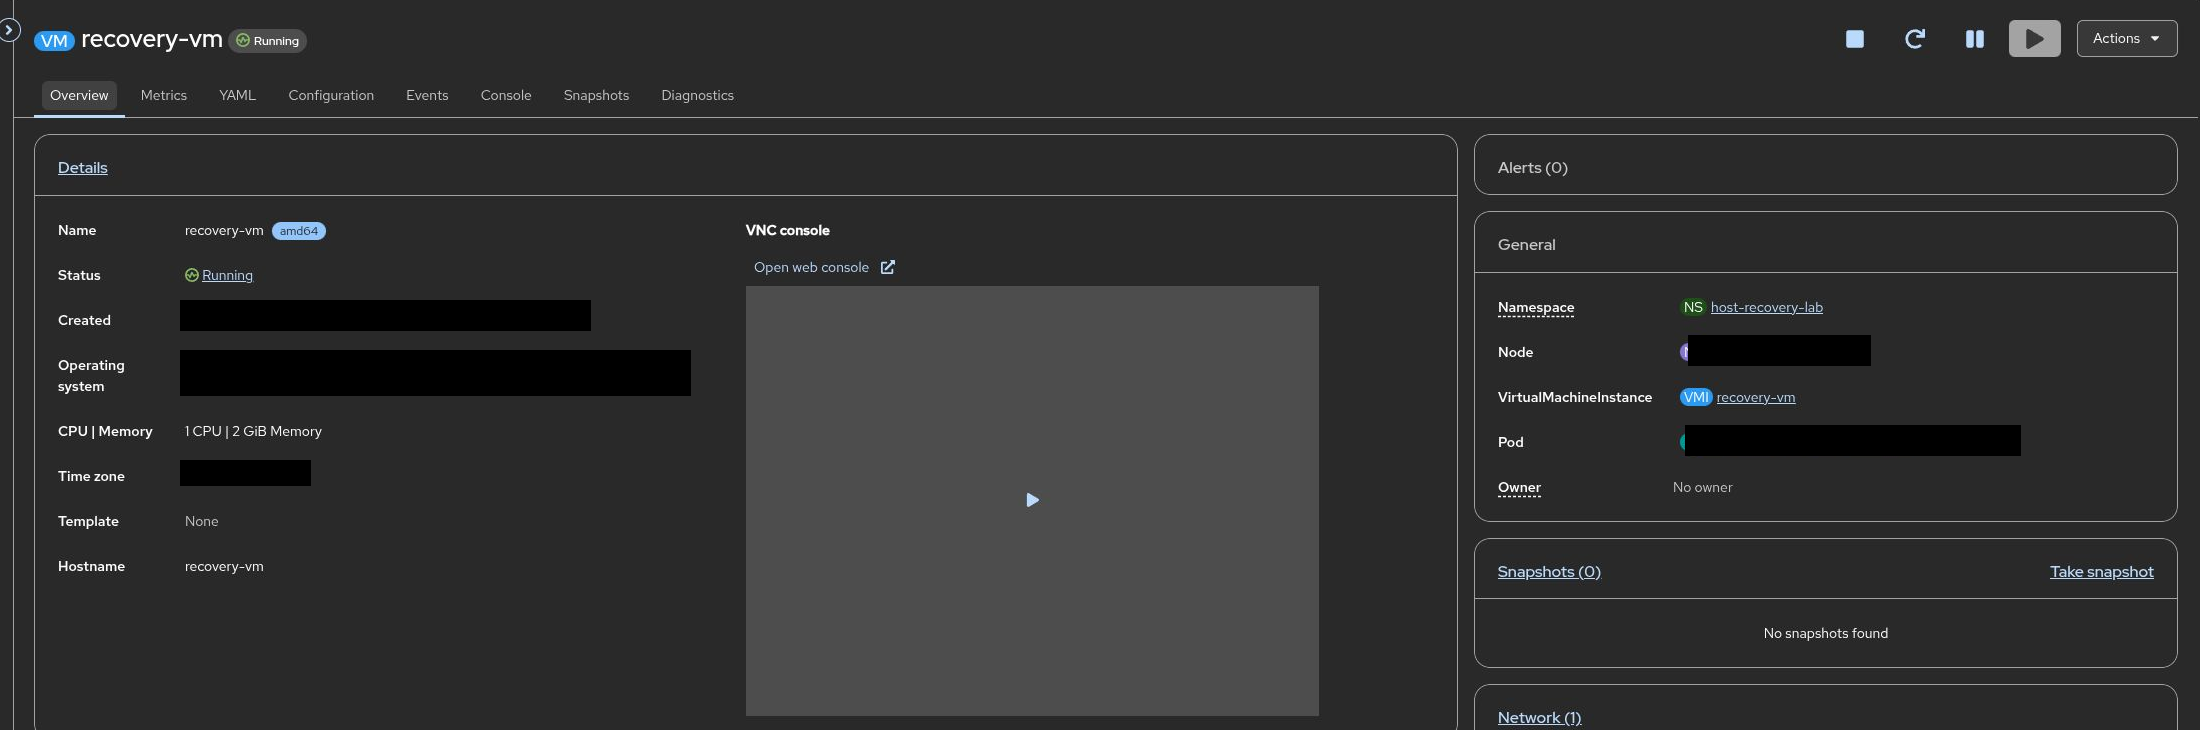 VM recovery-vm Running
Actions
Overview Metrics YAML Configuration Events Console Snapshots Diagnostics
Details
Name recovery-vm amd64
Status Running
Created
Operating system
CPU | Memory 1 CPU | 2 GiB Memory
Time zone
Template None
Hostname recovery-vm
VNC console
Open web console
Alerts (0)
General
Namespace NS host-recovery-lab
Node
VirtualMachineInstance VMI recovery-vm
Pod
Owner No owner
Snapshots (0) Take snapshot
No snapshots found
Network (1)